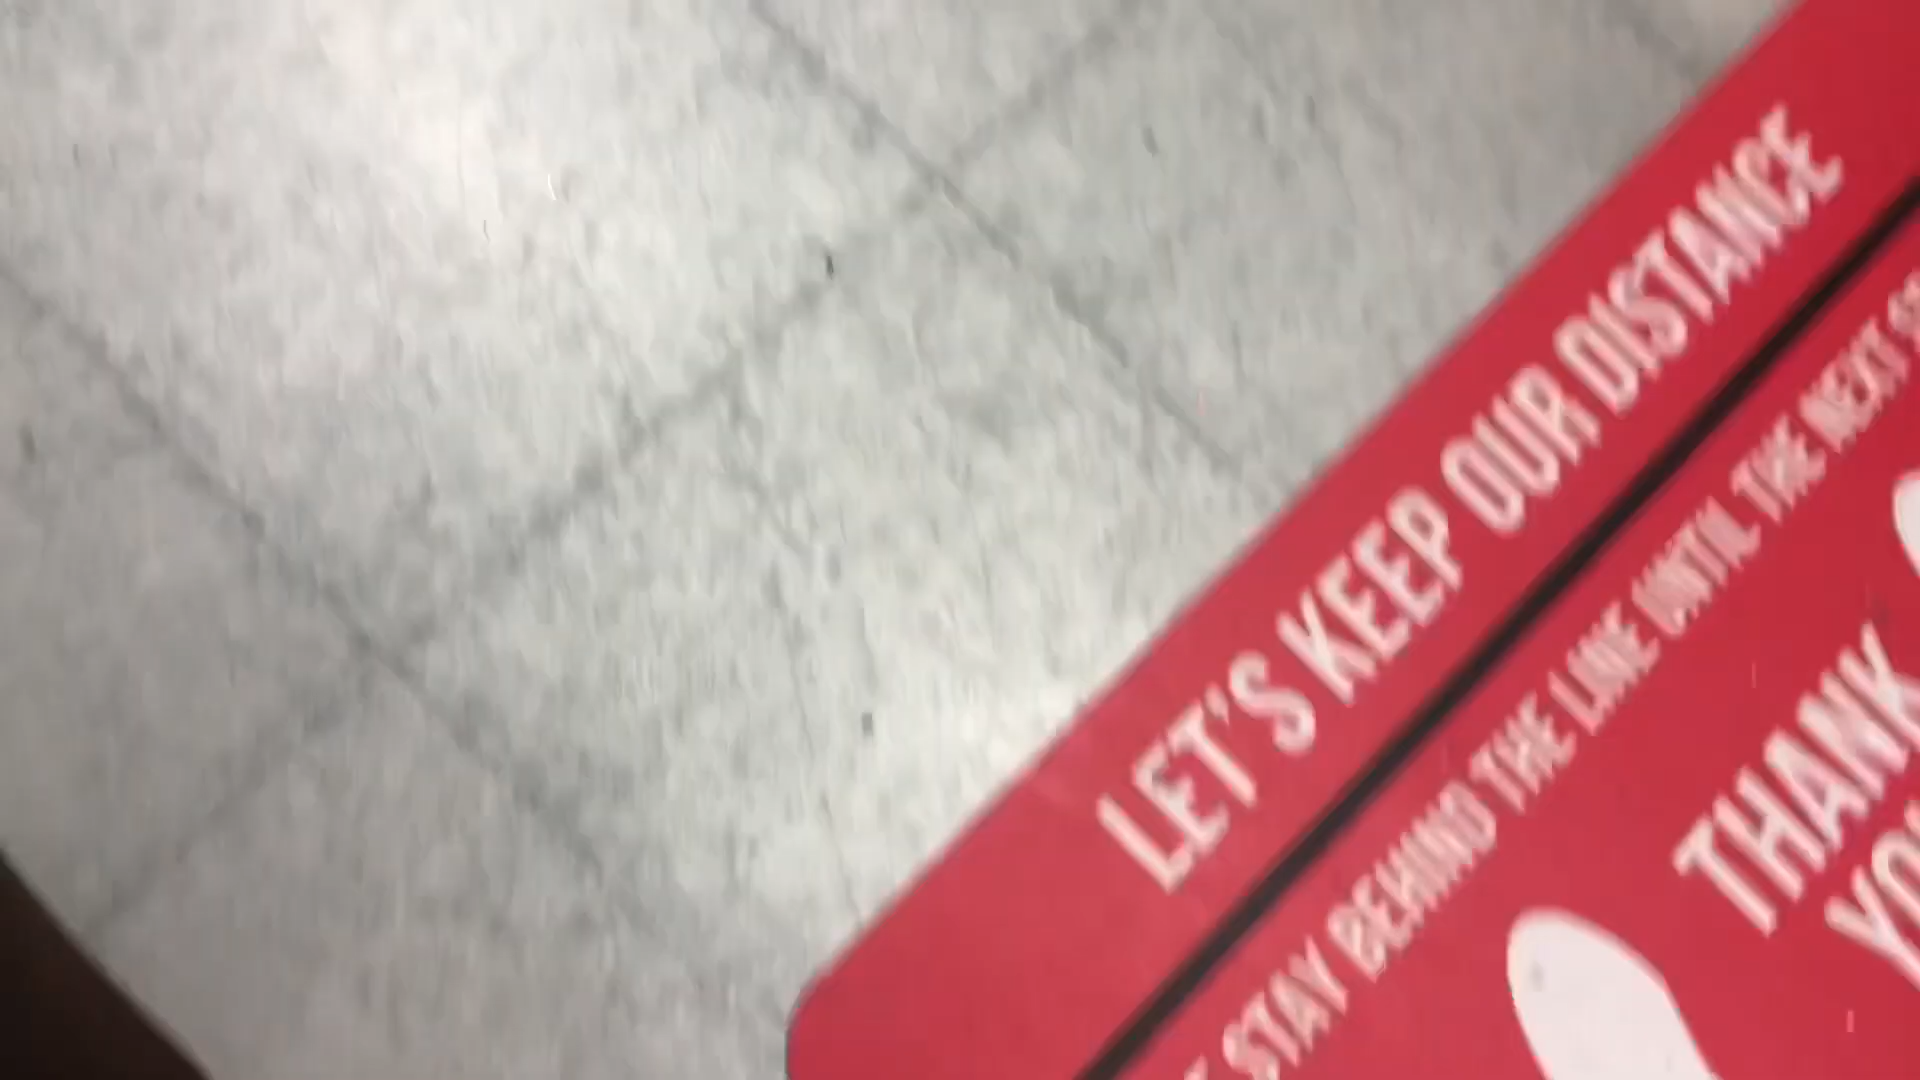 LET'S KEEP OUR DISTANCE
STAY BEHIND THE LINE UNTIL THE NEXT
THANK